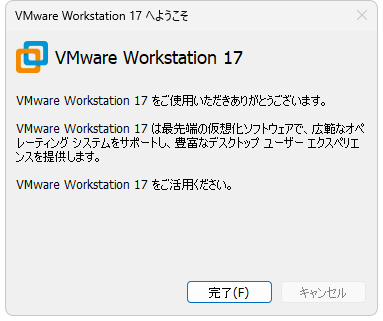 VMware Workstation 17 へようこそ
VMware Workstation 17
VMware Workstation 17 をご使用いただきありがとうございます。
VMware Workstation 17 は最先端の仮想化ソフトウェアで、広範なオペ
レーティング システムをサポートし、豊富なデスクトップ ユーザー エクスペリエ
ンスを提供します。
VMware Workstation 17 をご活用ください。
完了(F)
キャンセル